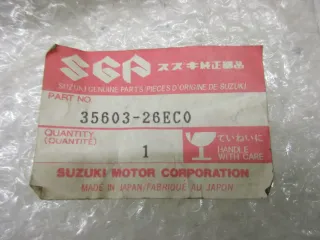 SGP スズキ純正部品
SUZUKI GENUINE PARTS/PIECES D'ORIGINE DE SUZUKI
PART NO
35603-26EC0
QUANTITY
(QUANTITÉ)
1
ていねいに
HANDLE
WITH CARE
SUZUKI MOTOR CORPORATION
MADE IN JAPAN/FABRIQUE AU JAPON